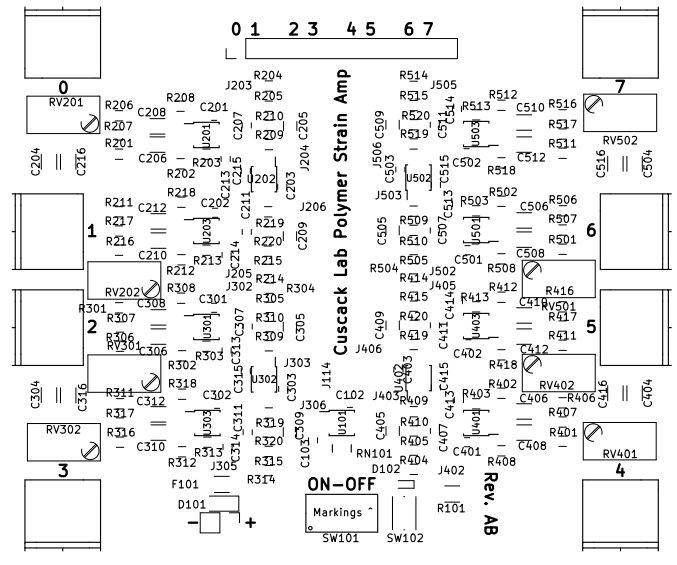 0 1 2 3 4 5 6 7
0
7
RV201
R206
R207
R201
C208
R208
C201
J203
R204
R205
R210
R209
C207
C205
U201
C206
R203
R202
C204
C216
C213
C215
U202
C203
J204
Cuscack Lab Polymer Strain Amp
R514
J505
R515
R520
R519
C509
C511
C514
R513
R512
C510
R516
R517
R511
U503
C512
C502
R518
RV502
C516
C504
J506
C503
U502
C515
J503
C513
1
R211
R217
R216
C212
R218
C202
C211
J206
R219
R220
R215
C209
U203
C210
R213
R212
C214
J205
J302
R214
RV202
6
R502
C506
R506
R507
R501
R509
R510
R505
C505
C507
U501
C501
C508
R508
R504
J502
J405
R414
RV501
R416
2
R301
R307
R306
RV301
C308
R308
C301
R304
R305
R310
R309
C307
C305
U301
C306
R303
R302
C313
J303
C304
C316
R318
C315
U302
C303
J114
5
R415
R420
R419
C409
C411
C414
R413
R412
C410
R417
R411
U403
C412
C402
R418
RV402
R406
C416
C404
J406
U402
C403
C415
J403
3
R311
R317
R316
RV302
C312
C302
C311
J306
R319
R320
R315
R314
C309
U303
C310
R313
R312
C314
J305
C103
C102
U101
RN101
D102
4
R409
R410
R405
R404
C405
C407
C413
R403
R402
C406
R407
R401
U401
C401
C408
R408
RV401
J402
R101
F101
D101
- +
ON-OFF
Markings ^
SW101
SW102
Rev. AB